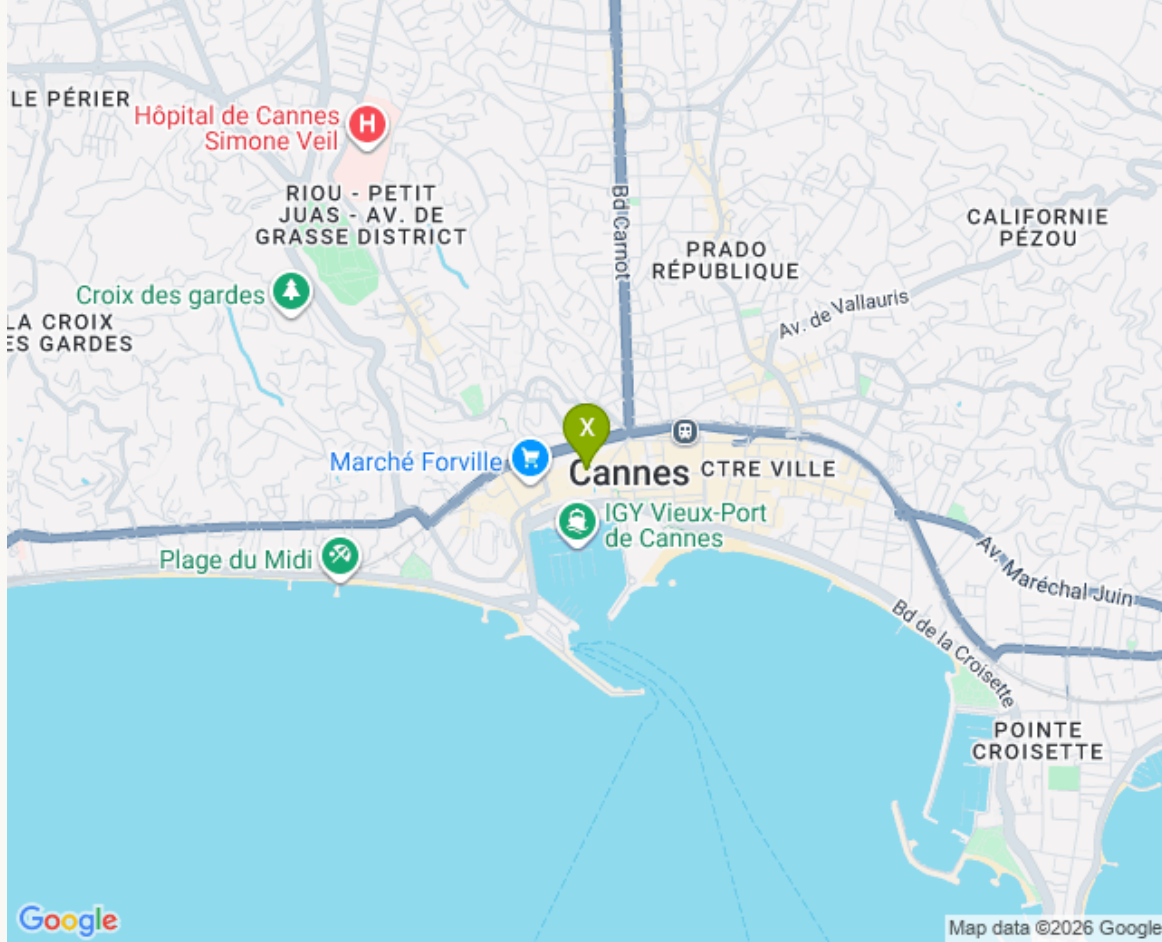 LE PÉRIER
Hôpital de Cannes
Simone Veil
H
RIOU - PETIT
JUAS - AV. DE
GRASSE DISTRICT
Bd Carnot
CALIFORNIE
PÉZOU
PRADO
RÉPUBLIQUE
Croix des gardes
Av. de Vallauris
LA CROIX
ES GARDES
X
Marché Forville
Cannes
CTRE VILLE
IGY Vieux-Port
de Cannes
Plage du Midi
Av. Maréchal Juin
Bd de la Croisette
POINTE
CROISETTE
Google
Map data ©2026 Google